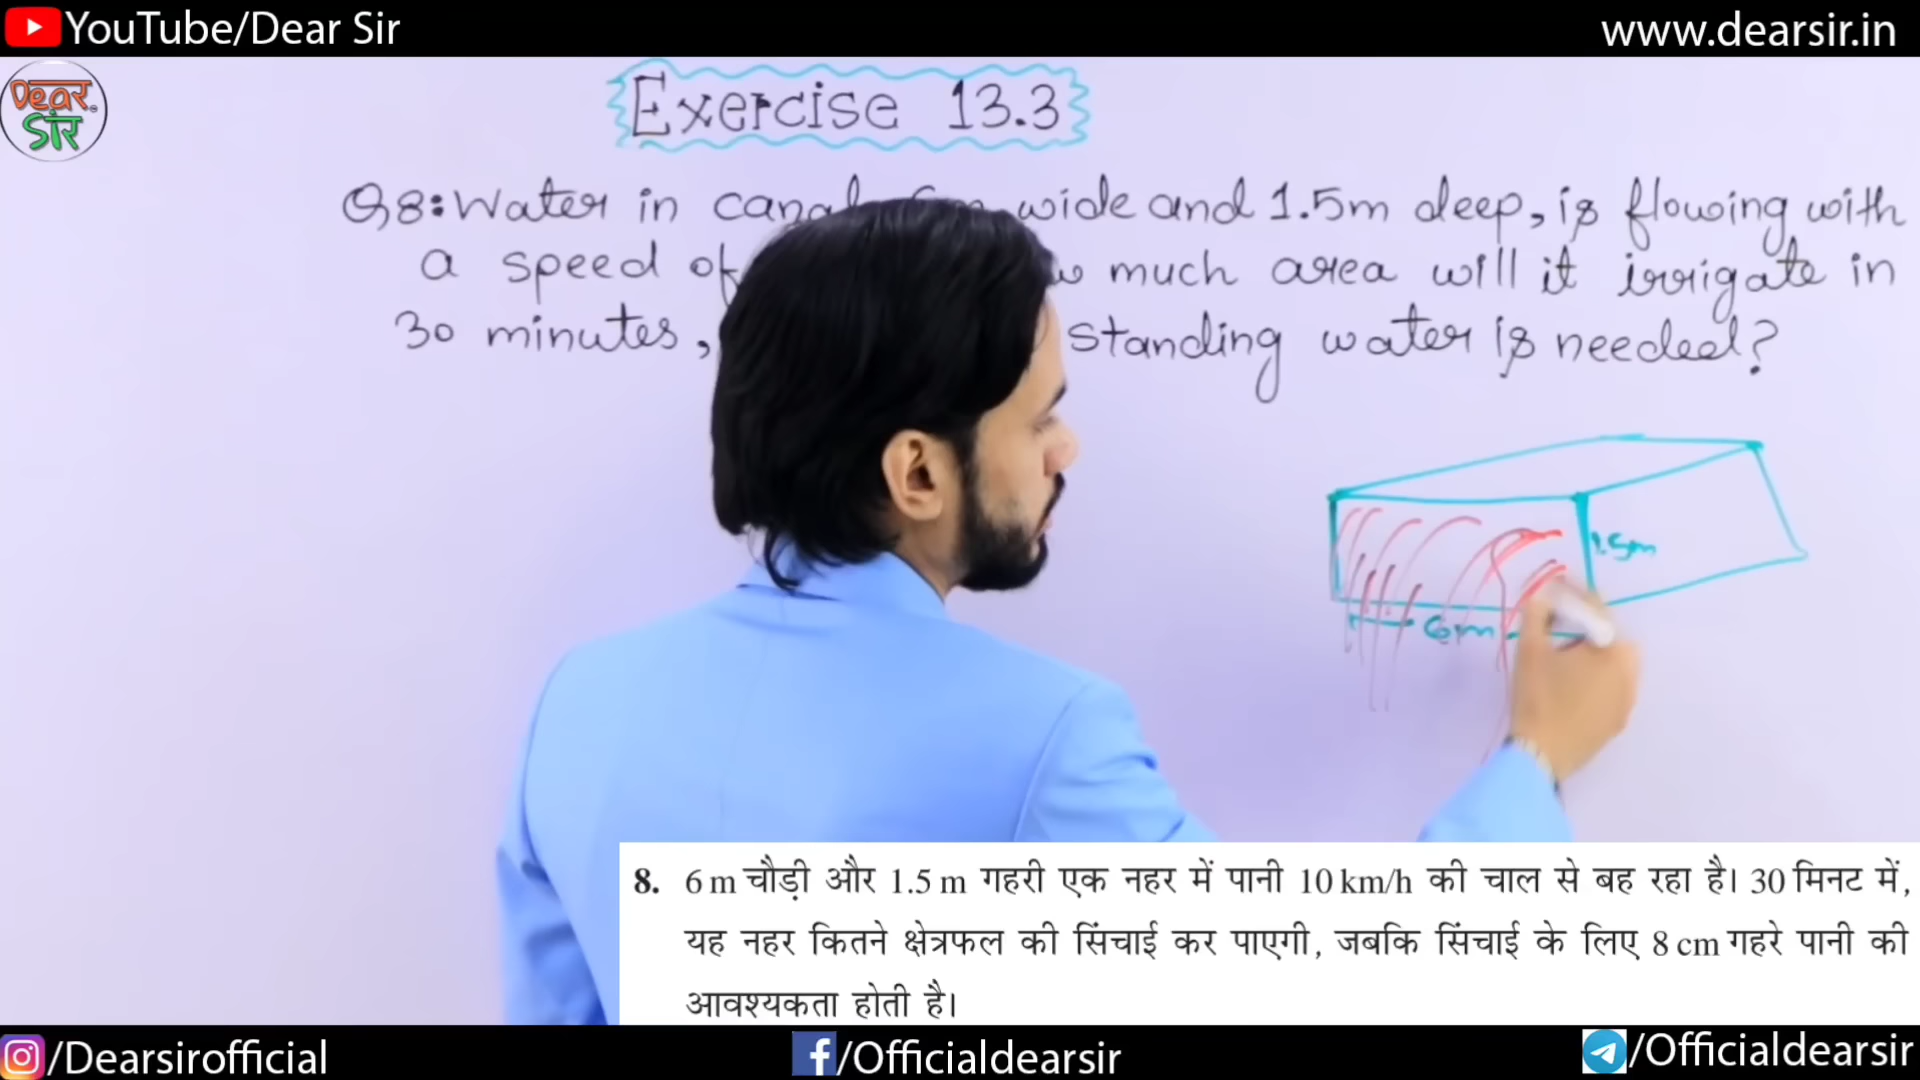 YouTube/Dear Sir
www.dearsir.in
Dear
सर
Exercise 13.3
Q8: Water in canal, 6m wide and 1.5m deep, is flowing with
a speed of much area will it irrigate in
30 minutes, standing water is needed?
1.5m
6m
8. 6 m चौड़ी और 1.5 m गहरी एक नहर में पानी 10 km/h की चाल से बह रहा है। 30 मिनट में,
यह नहर कितने क्षेत्रफल की सिंचाई कर पाएगी, जबकि सिंचाई के लिए 8 cm गहरे पानी की
आवश्यकता होती है।
/Dearsirofficial
/Officialdearsir
/Officialdearsir